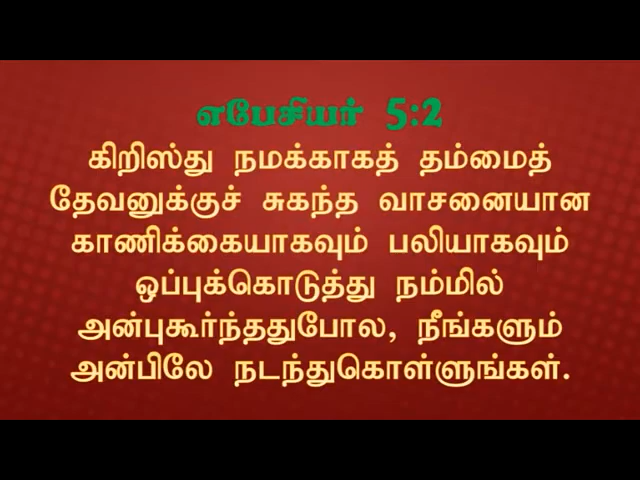 எபேசியர் 5:2
கிறிஸ்து நமக்காகத் தம்மைத்
தேவனுக்குச் சுகந்த வாசனையான
காணிக்கையாகவும் பலியாகவும்
ஒப்புக்கொடுத்து நம்மில்
அன்புகூர்ந்ததுபோல, நீங்களும்
அன்பிலே நடந்துகொள்ளுங்கள்.